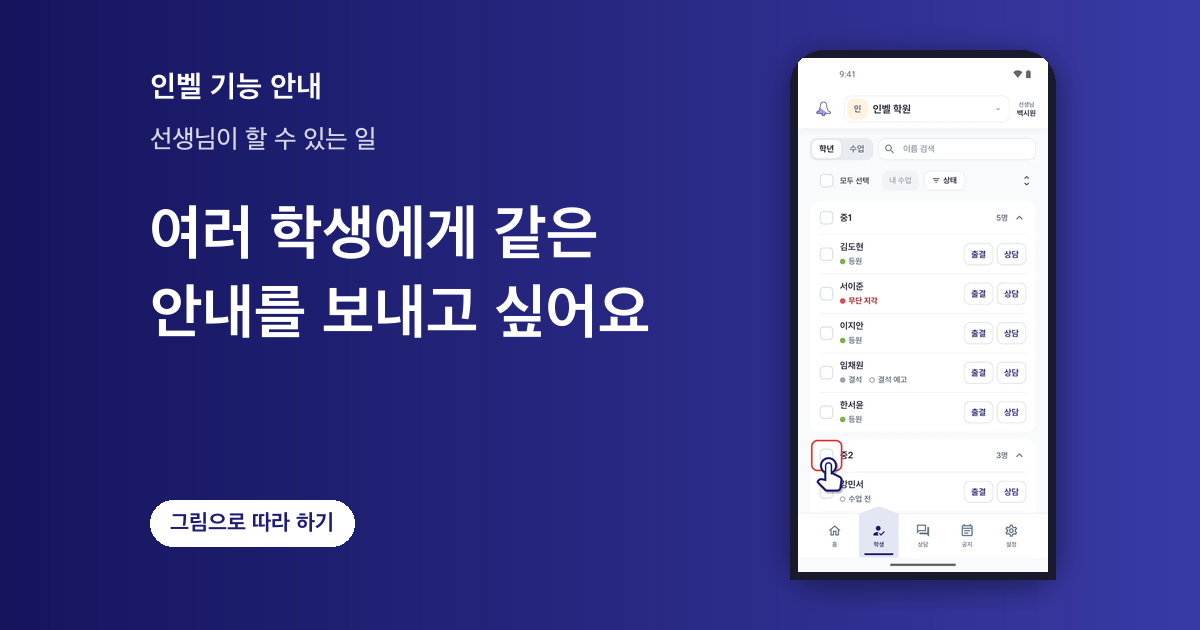 인벨 기능 안내
선생님이 할 수 있는 일
여러 학생에게 같은
안내를 보내고 싶어요
그림으로 따라 하기
9:41
인 인벨 학원
선생님
백시원
학년 수업 이름 검색
모두 선택 내 수업 상태
중1 5명
김도현
등원
출결 상담
서이준
무단 지각
출결 상담
이지안
등원
출결 상담
임채원
결석 결석 예고
출결 상담
한서윤
등원
출결 상담
중2 3명
강민서
수업 전
출결 상담
홈 학생 상담 공지 설정